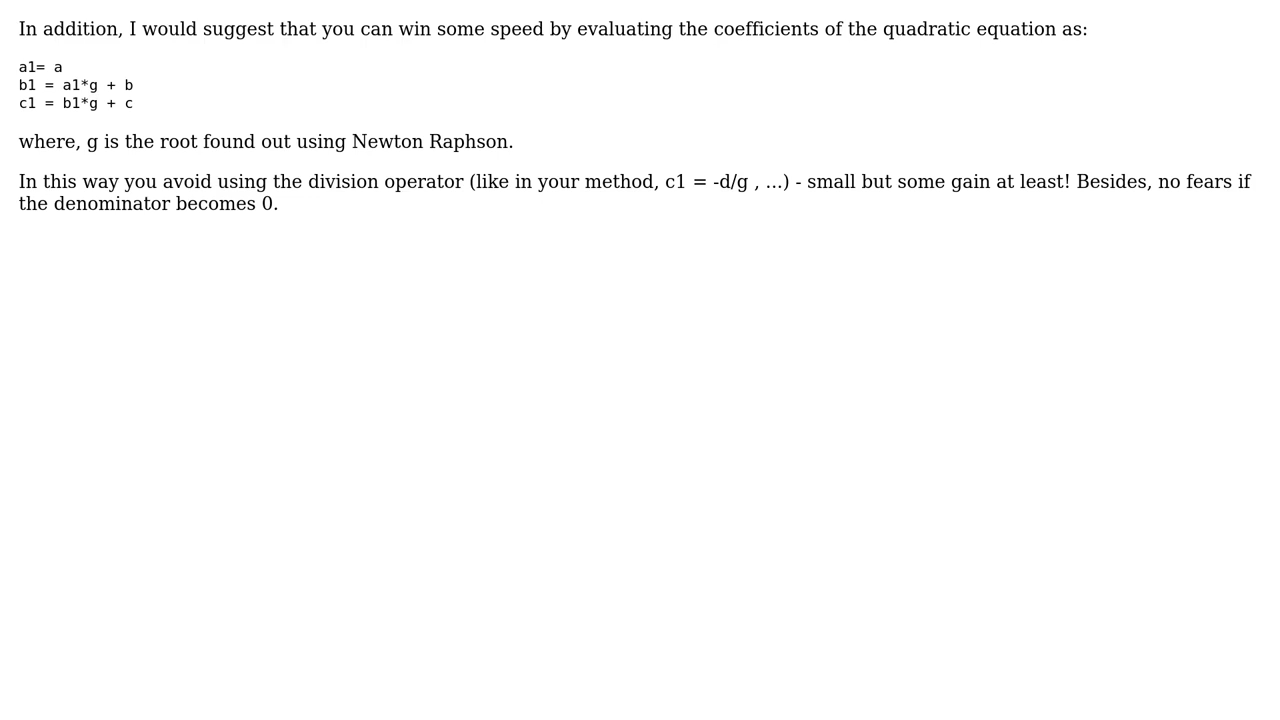 In addition, I would suggest that you can win some speed by evaluating the coefficients of the quadratic equation as:
a1= a
b1 = a1*g + b
c1 = b1*g + c
where, g is the root found out using Newton Raphson.
In this way you avoid using the division operator (like in your method, c1 = -d/g , ...) - small but some gain at least! Besides, no fears if
the denominator becomes 0.